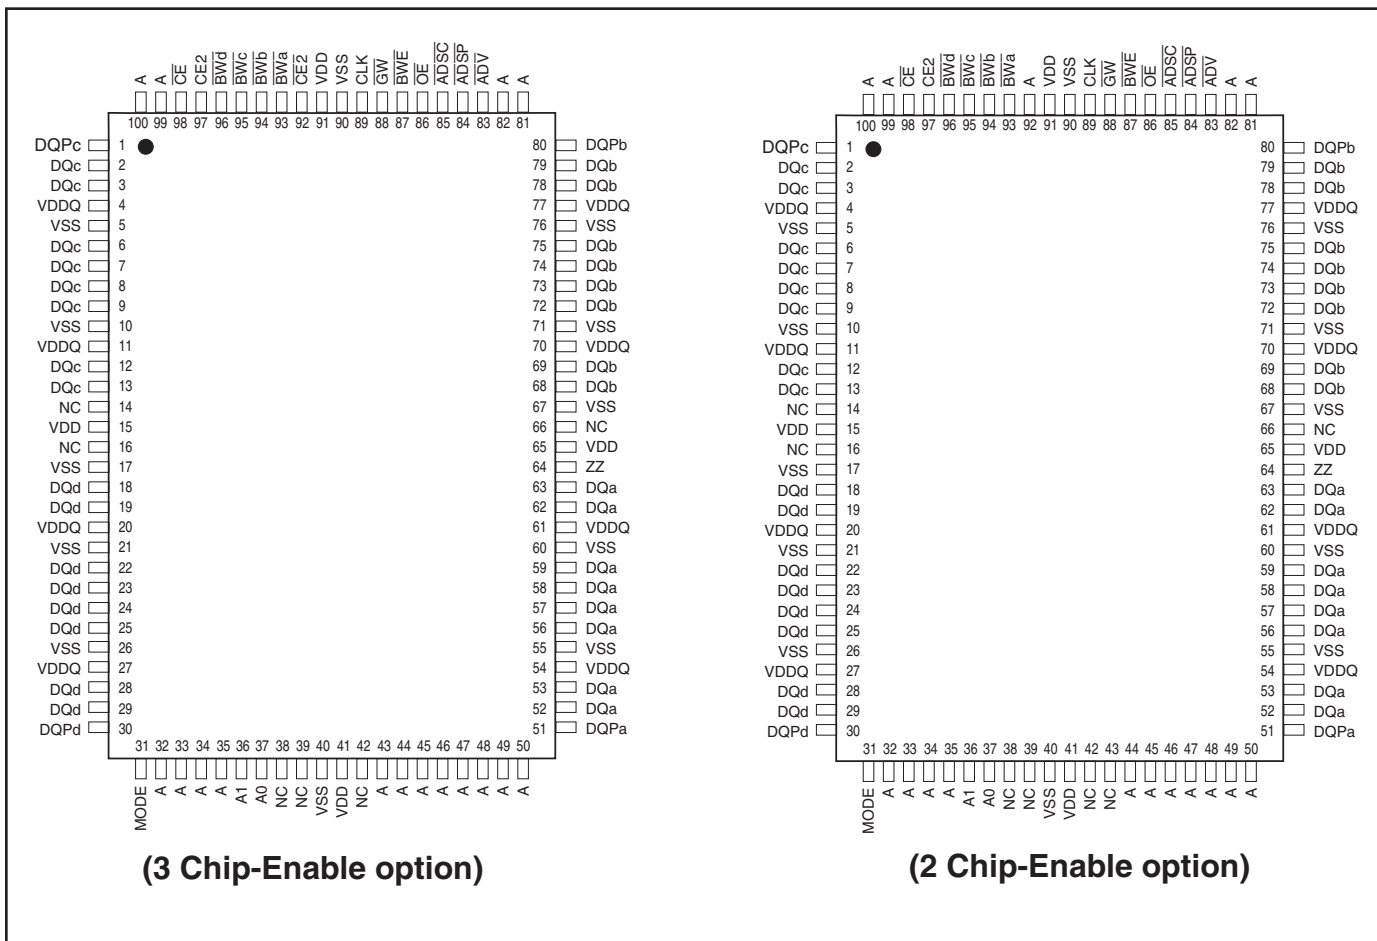 A A CE CE2 BWd BWc BWb BWa CE2 VDD VSS CLK GW BWE OE ADSC ADSP ADV A A
100 99 98 97 96 95 94 93 92 91 90 89 88 87 86 85 84 83 82 81
DQPc 1 80 DQPb
DQc 2 79 DQb
DQc 3 78 DQb
VDDQ 4 77 VDDQ
VSS 5 76 VSS
DQc 6 75 DQb
DQc 7 74 DQb
DQc 8 73 DQb
DQc 9 72 DQb
VSS 10 71 VSS
VDDQ 11 70 VDDQ
DQc 12 69 DQb
DQc 13 68 DQb
NC 14 67 VSS
VDD 15 66 NC
NC 16 65 VDD
VSS 17 64 ZZ
DQd 18 63 DQa
DQd 19 62 DQa
VDDQ 20 61 VDDQ
VSS 21 60 VSS
DQd 22 59 DQa
DQd 23 58 DQa
DQd 24 57 DQa
DQd 25 56 DQa
VSS 26 55 VSS
VDDQ 27 54 VDDQ
DQd 28 53 DQa
DQd 29 52 DQa
DQPd 30 51 DQPa
31 32 33 34 35 36 37 38 39 40 41 42 43 44 45 46 47 48 49 50
MODE A A A A A1 A0 NC NC VSS VDD NC A A A A A A A A
(3 Chip-Enable option)
A A CE CE2 BWd BWc BWb BWa A VDD VSS CLK GW BWE OE ADSC ADSP ADV A A
100 99 98 97 96 95 94 93 92 91 90 89 88 87 86 85 84 83 82 81
DQPc 1 80 DQPb
DQc 2 79 DQb
DQc 3 78 DQb
VDDQ 4 77 VDDQ
VSS 5 76 VSS
DQc 6 75 DQb
DQc 7 74 DQb
DQc 8 73 DQb
DQc 9 72 DQb
VSS 10 71 VSS
VDDQ 11 70 VDDQ
DQc 12 69 DQb
DQc 13 68 DQb
NC 14 67 VSS
VDD 15 66 NC
NC 16 65 VDD
VSS 17 64 ZZ
DQd 18 63 DQa
DQd 19 62 DQa
VDDQ 20 61 VDDQ
VSS 21 60 VSS
DQd 22 59 DQa
DQd 23 58 DQa
DQd 24 57 DQa
DQd 25 56 DQa
VSS 26 55 VSS
VDDQ 27 54 VDDQ
DQd 28 53 DQa
DQd 29 52 DQa
DQPd 30 51 DQPa
31 32 33 34 35 36 37 38 39 40 41 42 43 44 45 46 47 48 49 50
MODE A A A A A1 A0 NC NC VSS VDD NC NC A A A A A A A
(2 Chip-Enable option)